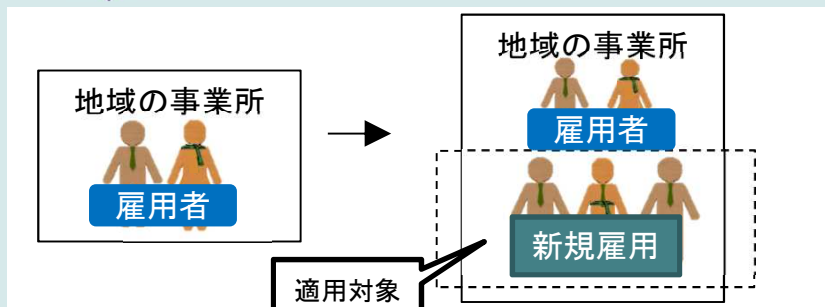 地域の事業所
雇用者
地域の事業所
雇用者
新規雇用
適用対象